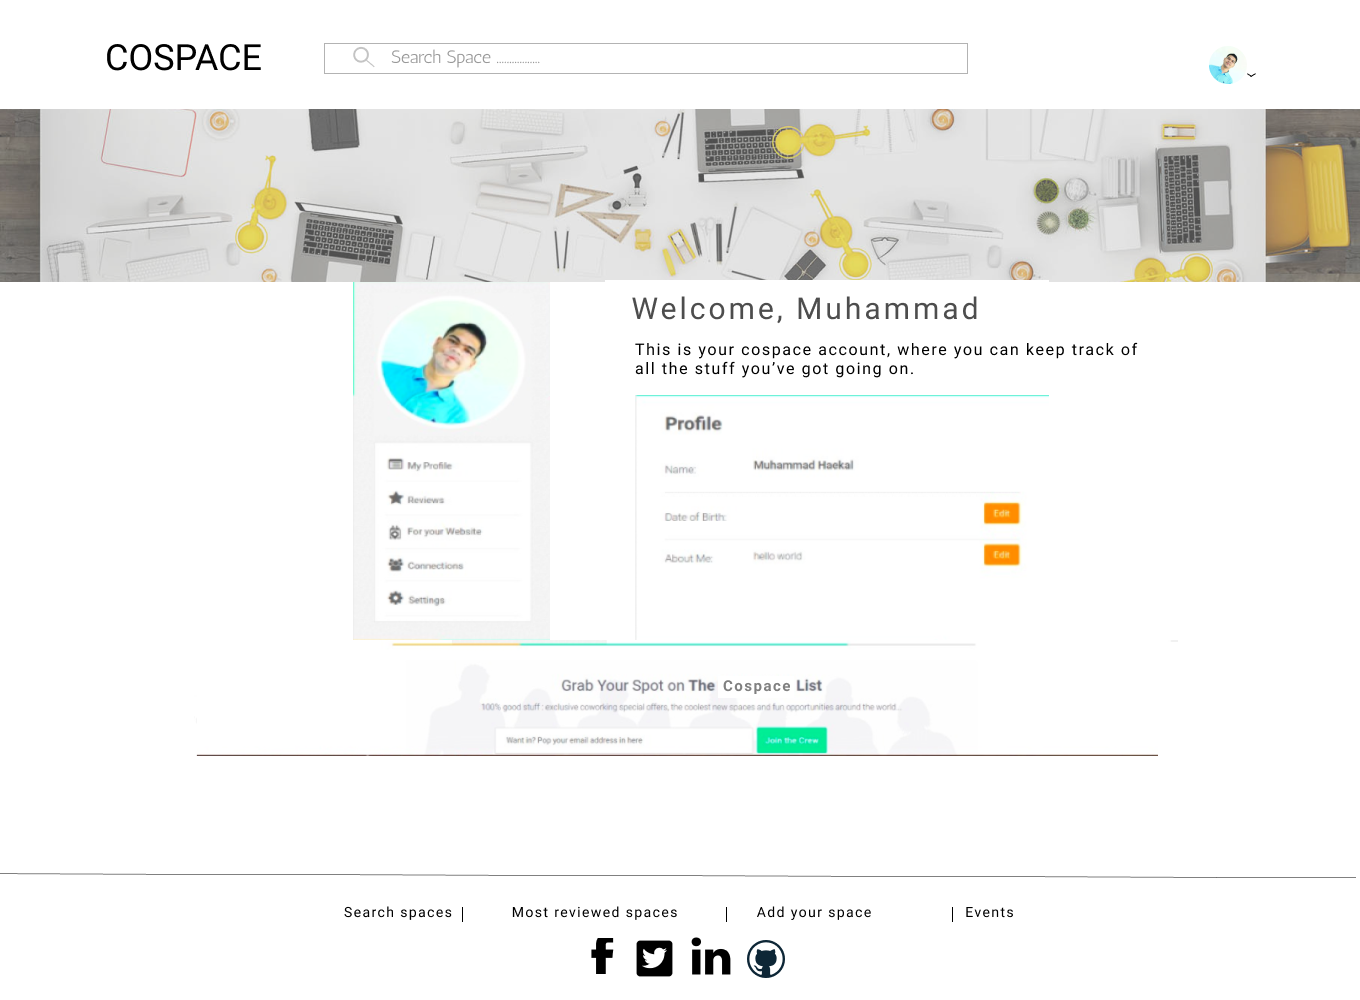 COSPACE
Search Space .................
Welcome, Muhammad
This is your cospace account, where you can keep track of
all the stuff you’ve got going on.
Profile
Name: Muhammad Haekal
Date of Birth: Edit
About Me: hello world Edit
My Profile
Reviews
For your Website
Connections
Settings
Grab Your Spot on The Cospace List
100% good stuff : exclusive coworking special offers, the coolest new spaces and fun opportunities around the world...
Want in? Pop your email address in here
Join the Crew
Search spaces | Most reviewed spaces | Add your space | Events